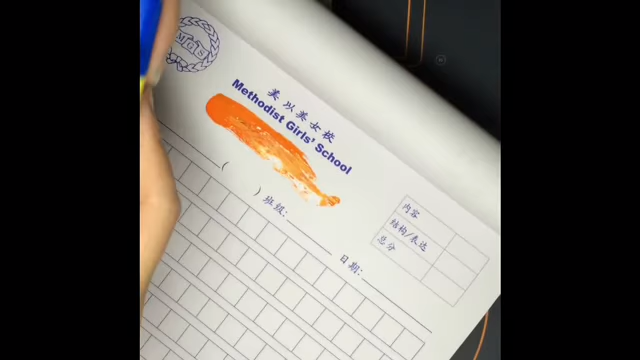 MGS
美以美女校
Methodist Girls' School
( ) 班级:
日期:
内容
结构/表达
总分